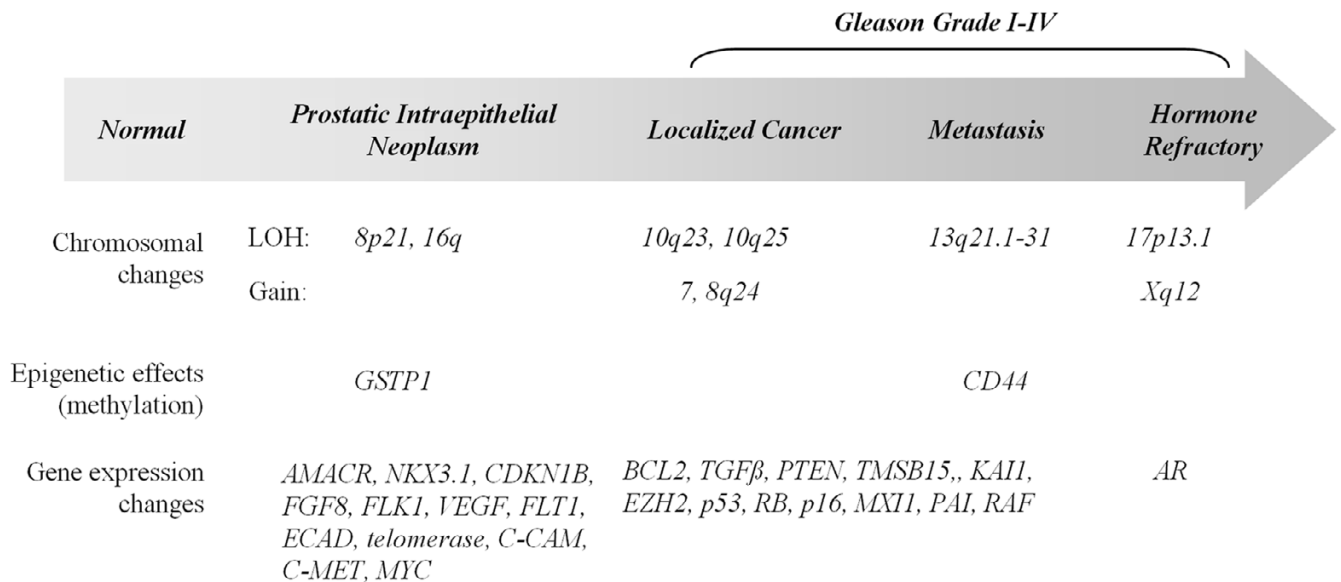 Gleason Grade I-IV
Normal
Prostatic Intraepithelial
Neoplasm
Localized Cancer
Metastasis
Hormone
Refractory
Chromosomal
changes
LOH:
8p21, 16q
10q23, 10q25
13q21.1-31
17p13.1
Gain:
7, 8q24
Xq12
Epigenetic effects
(methylation)
GSTP1
CD44
Gene expression
changes
AMACR, NKX3.1, CDKN1B,
FGF8, FLK1, VEGF, FLT1,
ECAD, telomerase, C-CAM,
C-MET, MYC
BCL2, TGFß, PTEN, TMSB15,, KAI1,
EZH2, p53, RB, p16, MXI1, PAI, RAF
AR